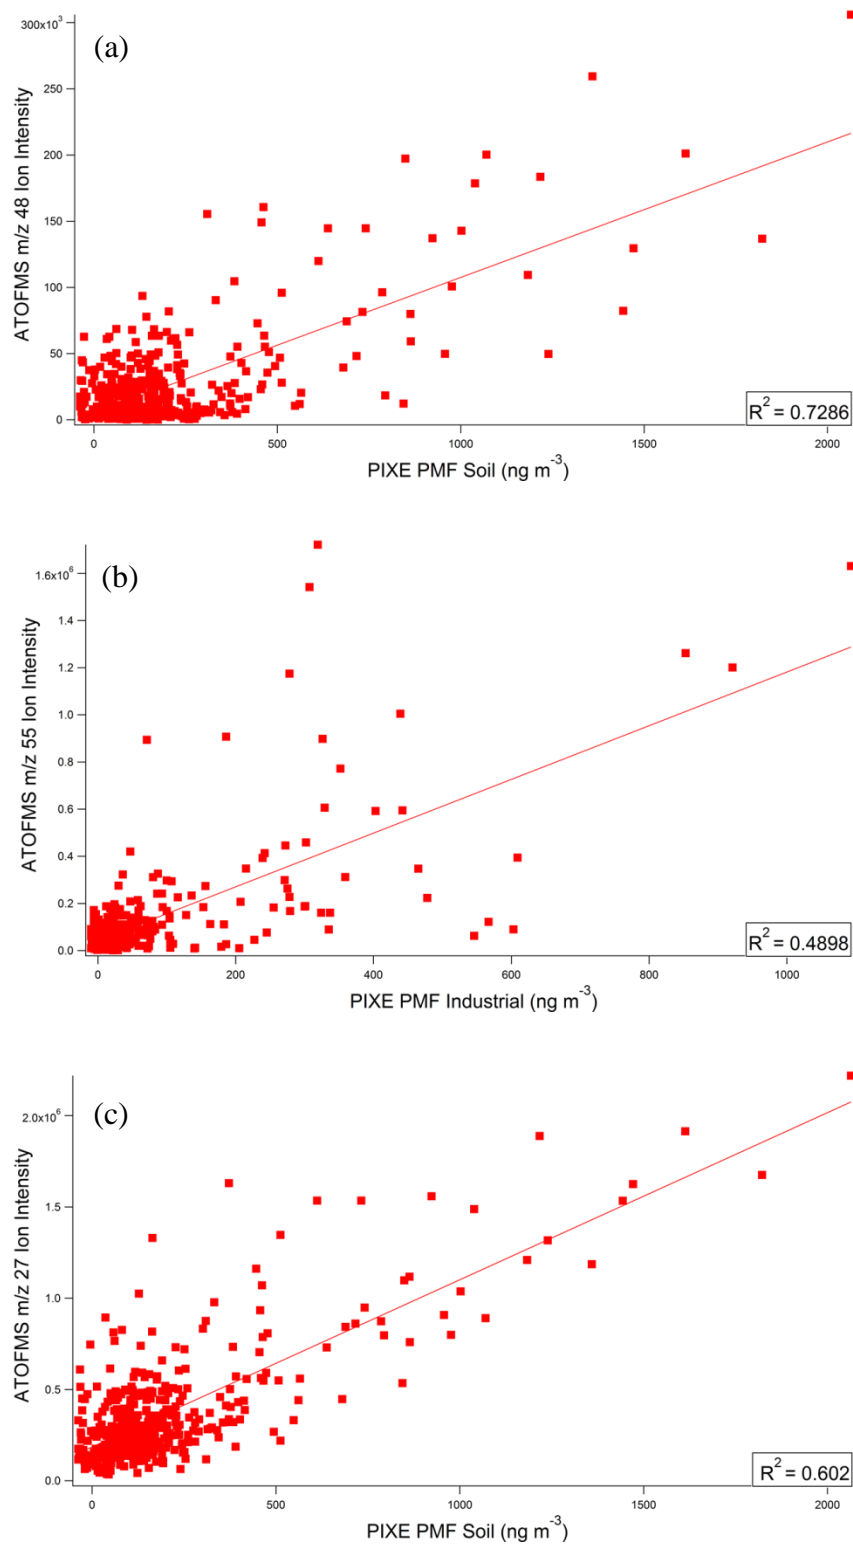 (a)
300x10³
250
200
150
100
50
0
ATOFMS m/z 48 Ion Intensity
0 500 1000 1500 2000
PIXE PMF Soil (ng m⁻³)
R² = 0.7286
(b)
1.6x10⁶
1.4
1.2
1.0
0.8
0.6
0.4
0.2
0.0
ATOFMS m/z 55 Ion Intensity
0 200 400 600 800 1000
PIXE PMF Industrial (ng m⁻³)
R² = 0.4898
(c)
2.0x10⁶
1.5
1.0
0.5
0.0
ATOFMS m/z 27 Ion Intensity
0 500 1000 1500 2000
PIXE PMF Soil (ng m⁻³)
R² = 0.602